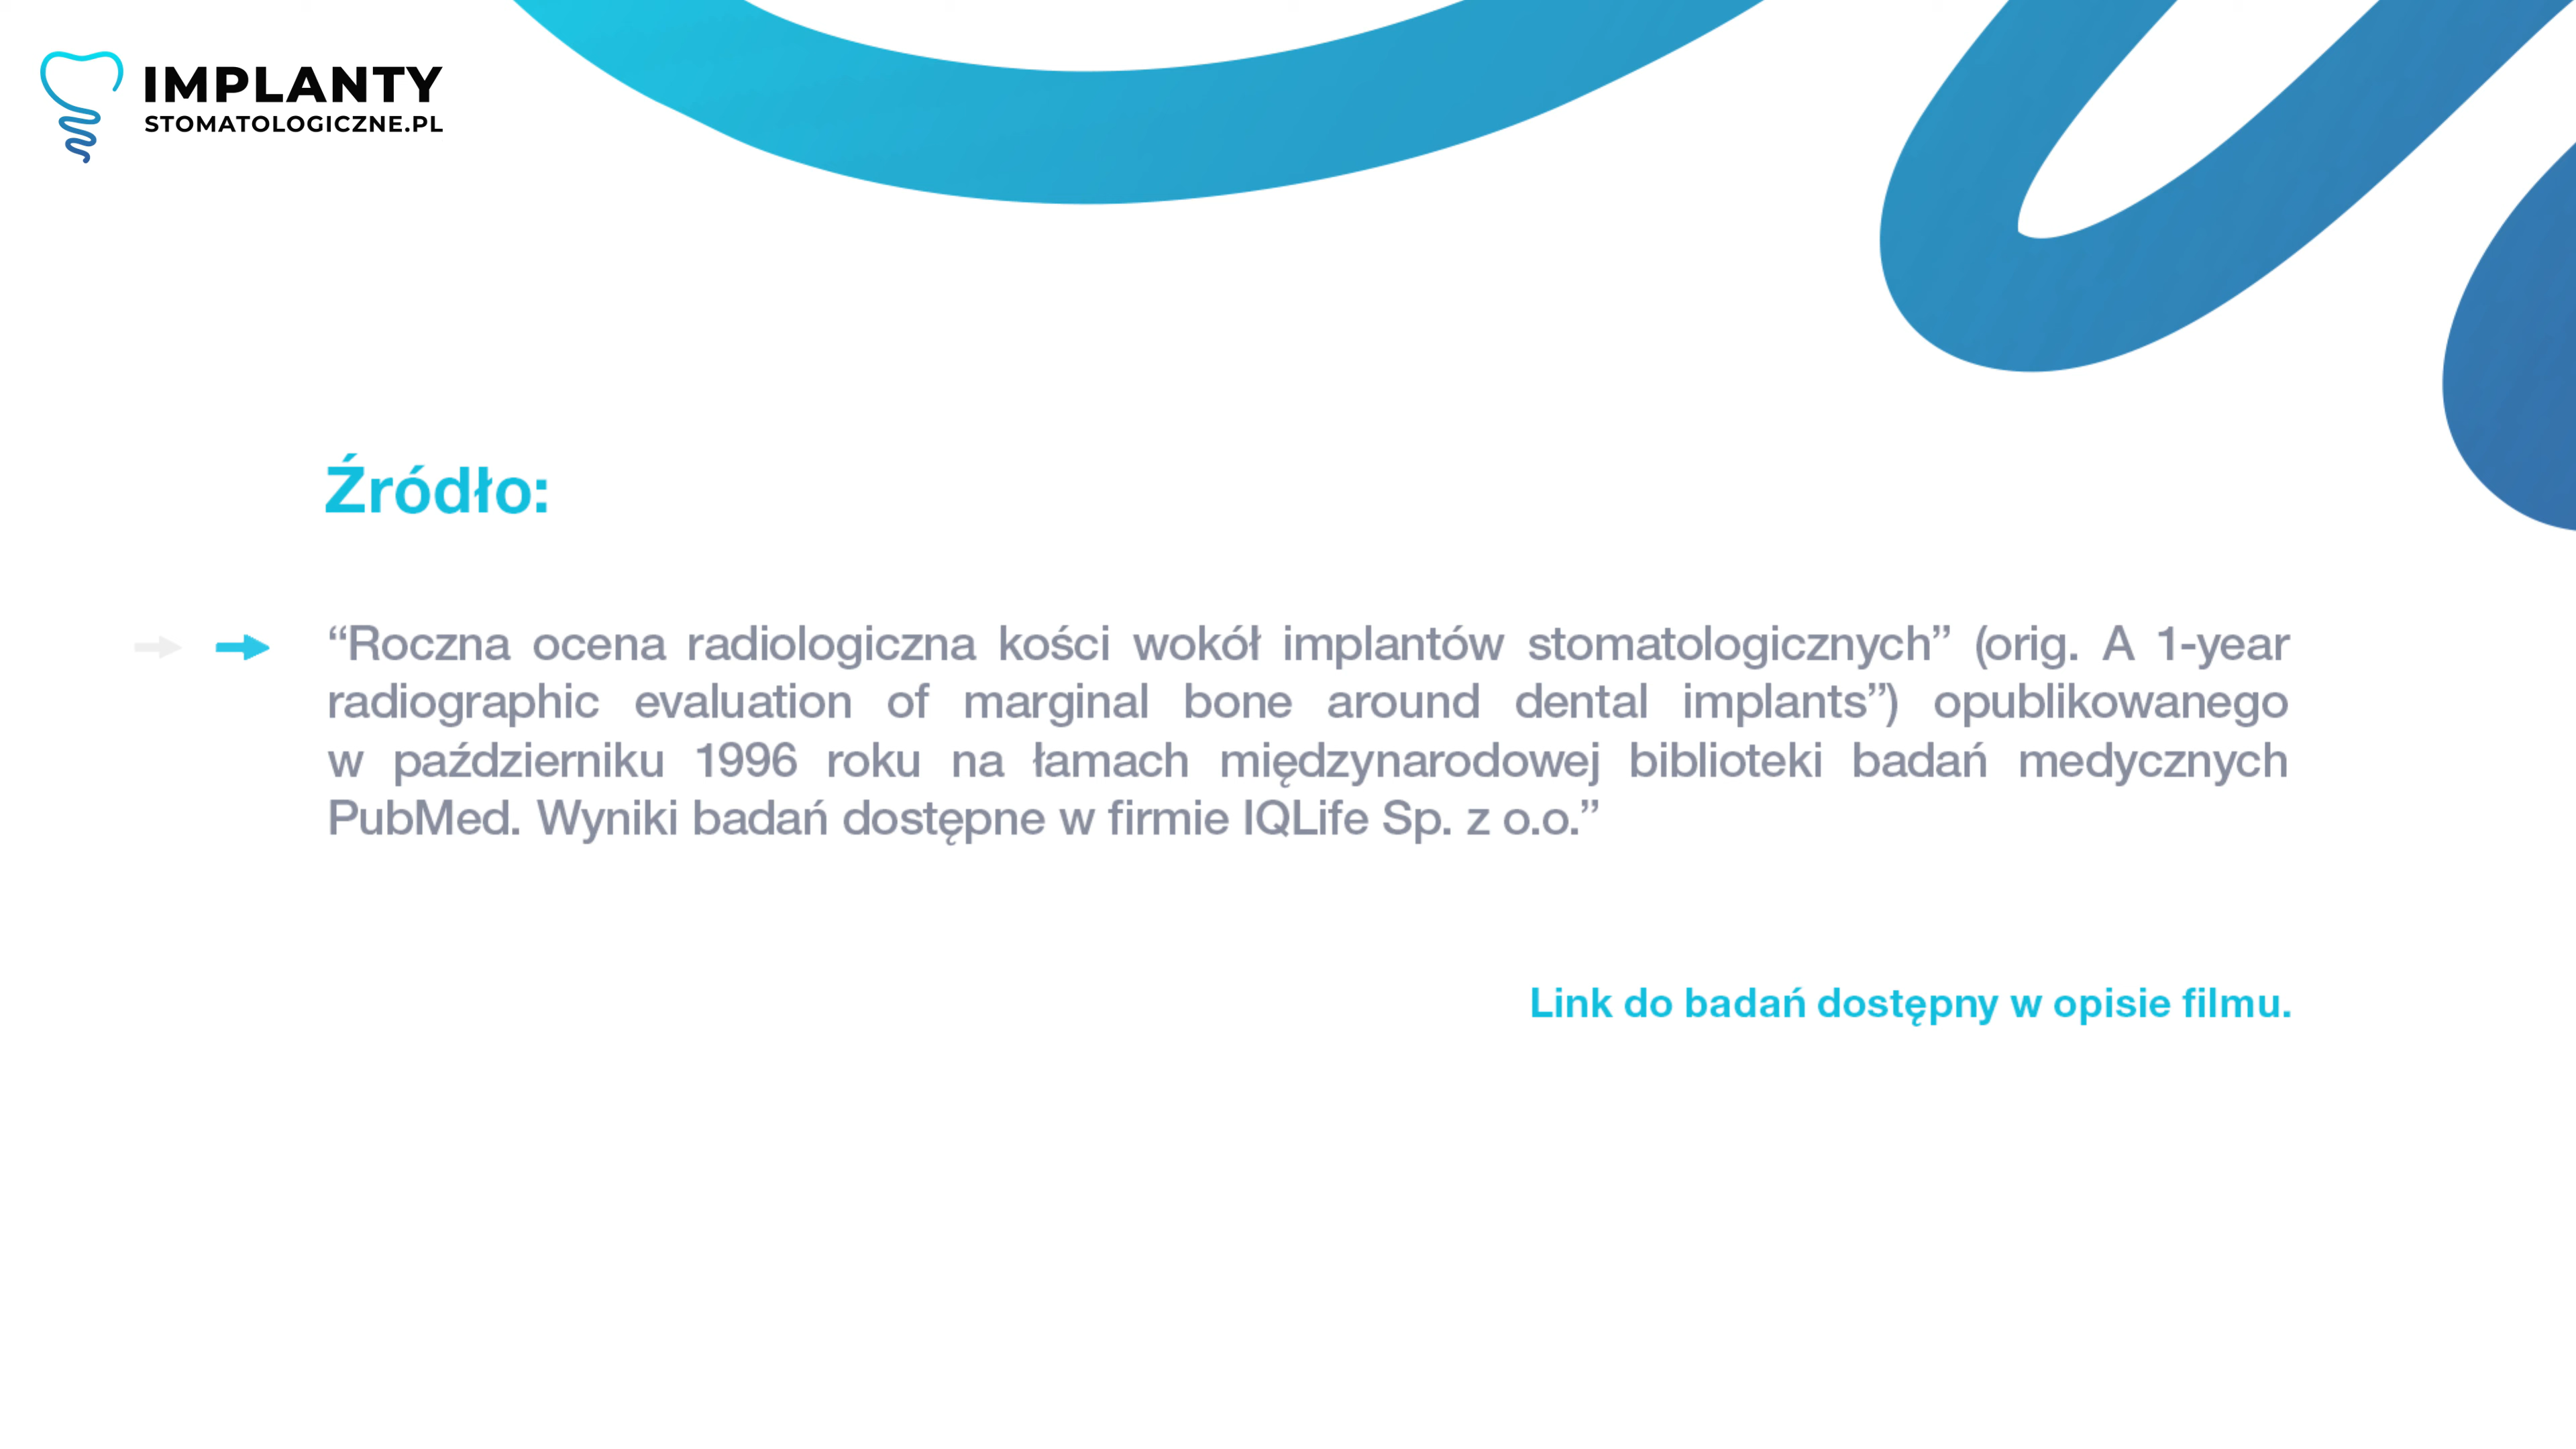 IMPLANTY
STOMATOLOGICZNE.PL
Źródło:
“Roczna ocena radiologiczna kości wokół implantów stomatologicznych” (orig. A 1-year
radiographic evaluation of marginal bone around dental implants”) opublikowanego
w październiku 1996 roku na łamach międzynarodowej biblioteki badań medycznych
PubMed. Wyniki badań dostępne w firmie IQLife Sp. z o.o.”
Link do badań dostępny w opisie filmu.